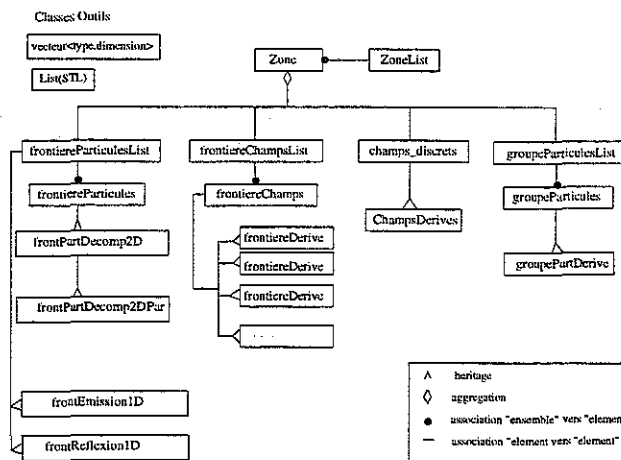 Classes Outils
vecteur<type.dimension>
List(STL)
Zone
ZoneList
frontiereParticulesList
frontiereChampsList
champs_discrets
groupeParticulesList
frontiereParticules
frontiereChamps
ChampsDerives
groupeParticules
frontPartDecomp2D
frontiereDerive
frontiereDerive
groupePartDerive
frontPartDecomp2DPar
frontiereDerive
. . . .
frontEmission1D
frontReflexion1D
heritage
aggregation
association "ensemble" vers "element
association "element vers "element"